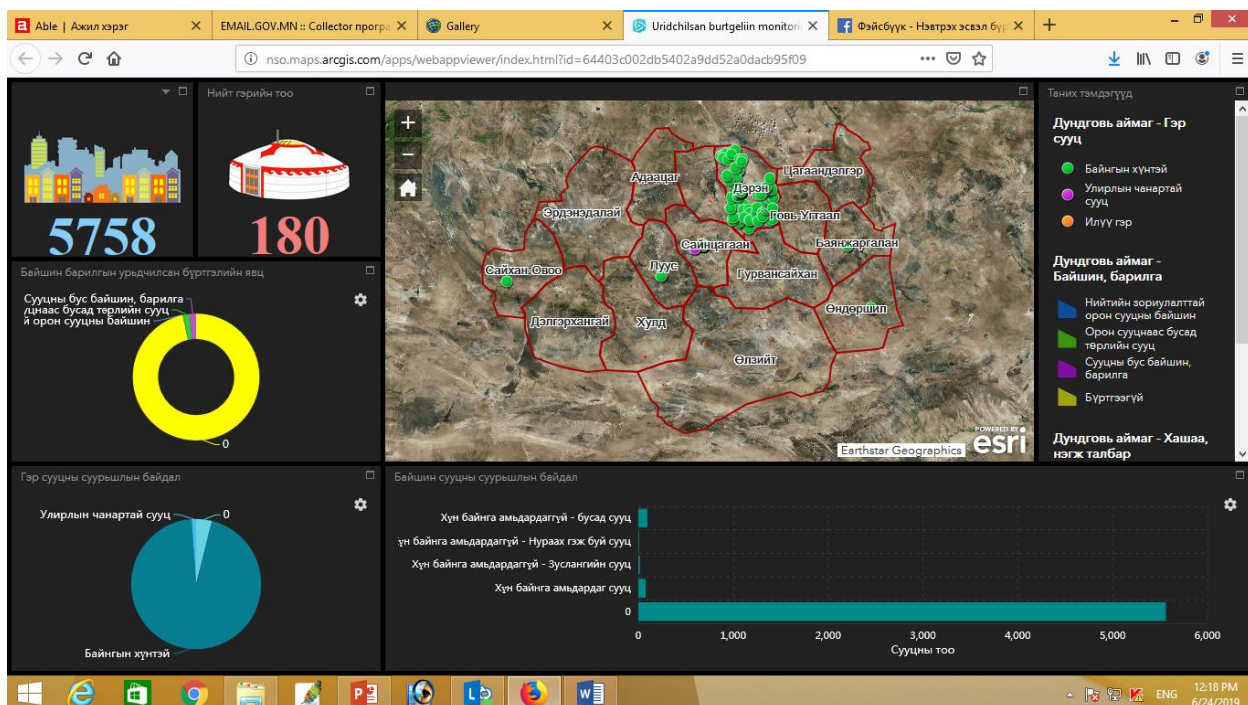 Able | Ажил хэрэг
EMAIL.GOV.MN :: Collector програ
Gallery
Uridchilsan burtgeliin monitori
Фэйсбүүк - Нэвтрэх эсвэл бүр
nso.maps.arcgis.com/apps/webappviewer/index.html?id=64403c002db5402a9dd52a0dacb95f09
5758
Нийт гэрийн тоо
180
Байшин барилгын урьдчилсан бүртгэлийн явц
Сууцны бус байшин, барилга
цнаас бусад төрлийн сууц
й орон сууцны байшин
0
Гэр сууцны суурьшлын байдал
Улирлын чанартай сууц
0
Байнгын хүнтэй
+
−
Адаацаг
Дэрэн
Цагаандэлгэр
Эрдэнэдалай
Говь-Угтаал
Сайнцагаан
Баянжаргалан
Сайхан-Овоо
Луус
Гурвансайхан
Өндөршил
Дэлгэрхангай
Хулд
Өлзийт
Earthstar Geographics
POWERED BY
esri
Таних тэмдэгүүд
Дундговь аймаг - Гэр
сууц
Байнгын хүнтэй
Улирлын чанартай
сууц
Илүү гэр
Дундговь аймаг -
Байшин, барилга
Нийтийн зориулалттай
орон сууцны байшин
Орон сууцнаас бусад
төрлийн сууц
Сууцны бус байшин,
барилга
Бүртгээгүй
Дундговь аймаг - Хашаа,
нэгж талбар
Байшин сууцны суурьшлын байдал
Хүн байнга амьдардаггүй - бусад сууц
үн байнга амьдардаггүй - Нураах гэж буй сууц
Хүн байнга амьдардаггүй - Зуслангийн сууц
Хүн байнга амьдардаг сууц
0
0 1,000 2,000 3,000 4,000 5,000 6,000
Сууцны тоо
ENG
12:18 PM
6/24/2019